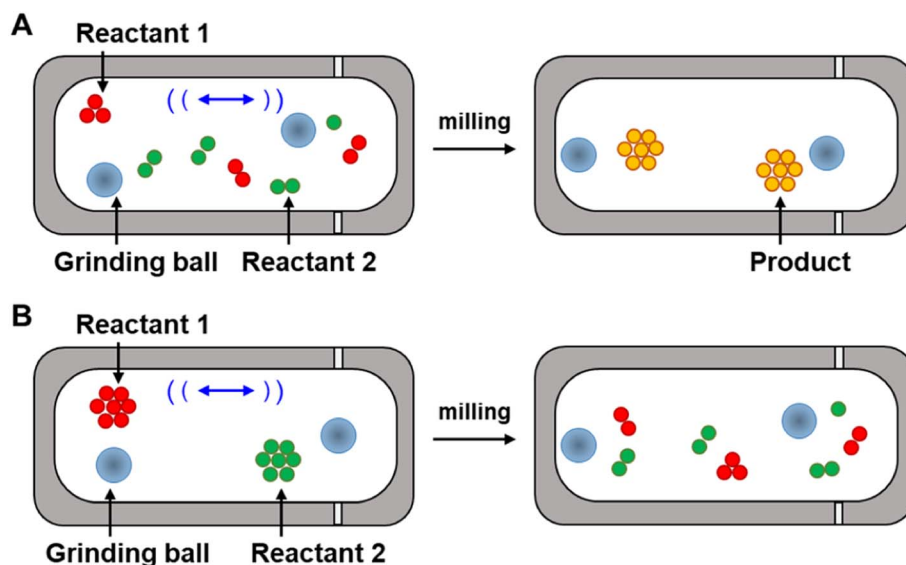 A
Reactant 1
milling
Grinding ball
Reactant 2
Product
B
Reactant 1
milling
Grinding ball
Reactant 2